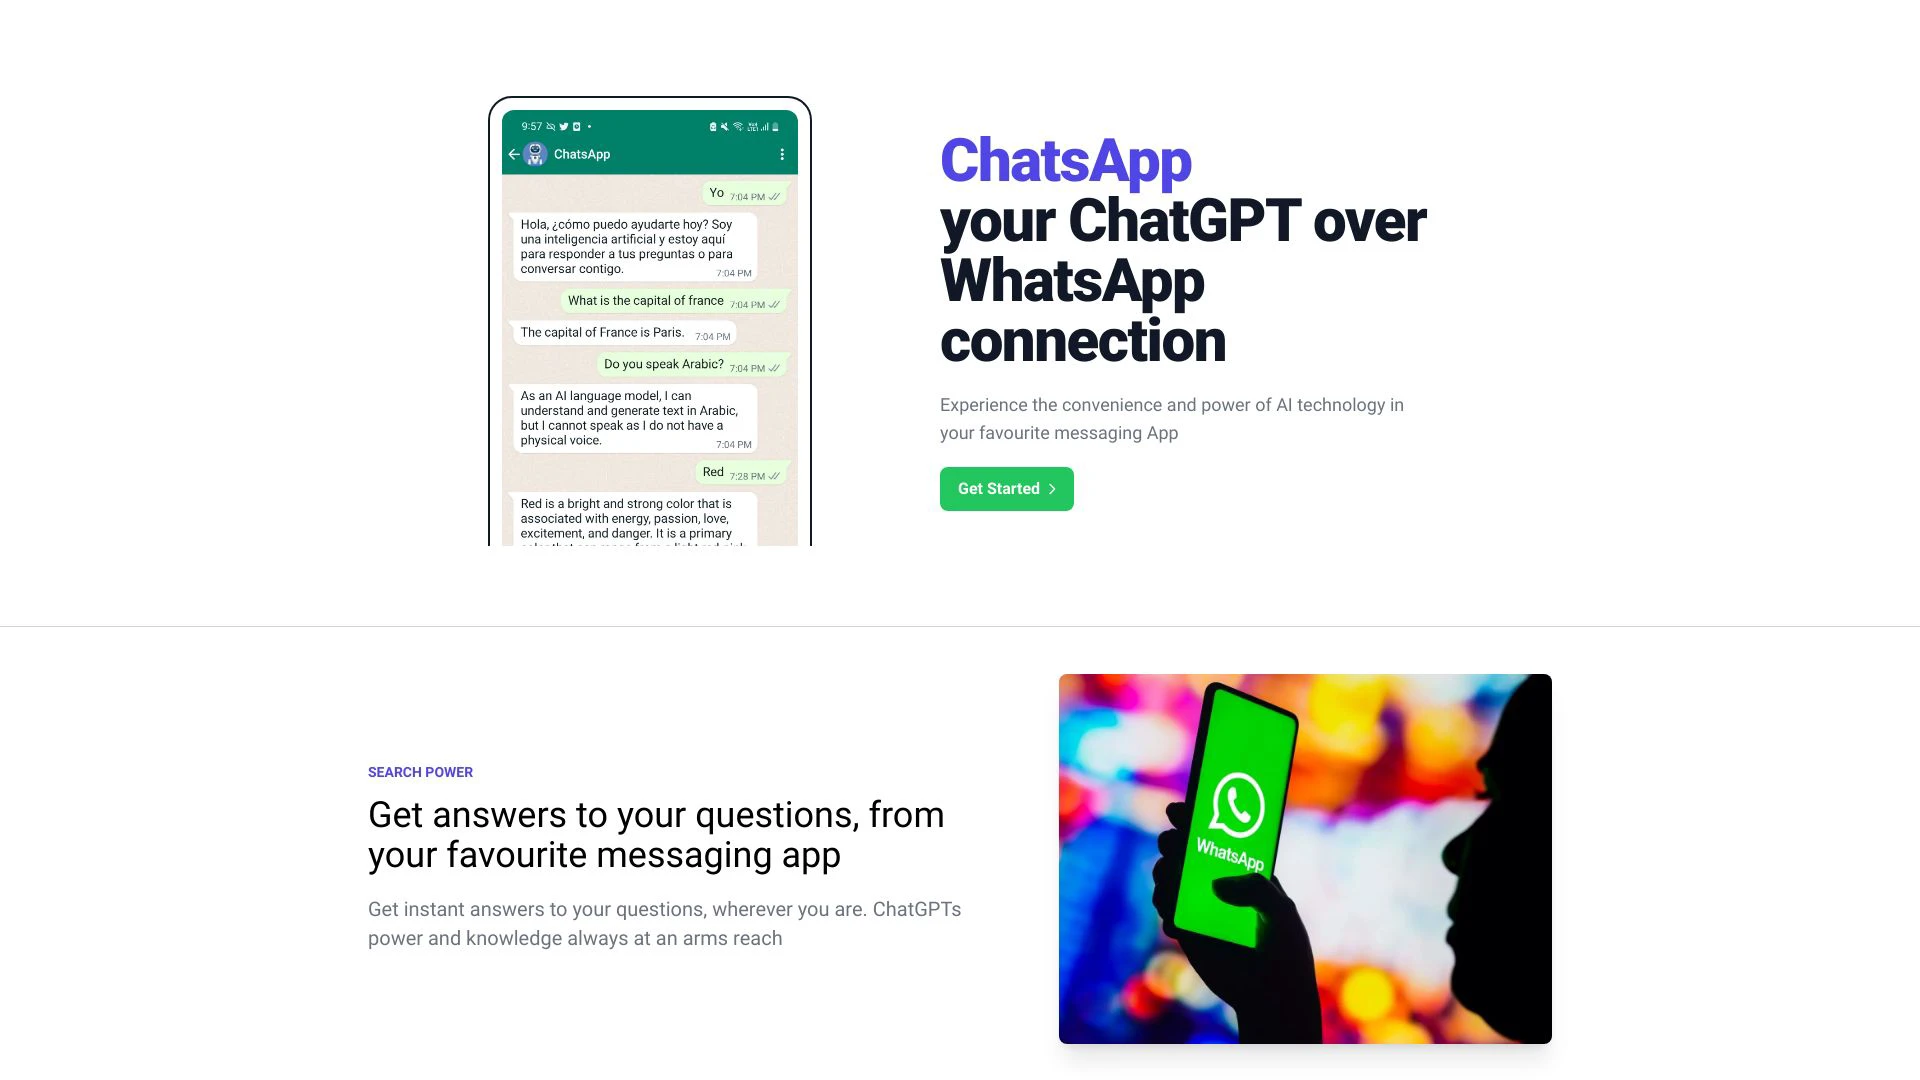 9:57
ChatsApp
Yo 7:04 PM
Hola, ¿cómo puedo ayudarte hoy? Soy
una inteligencia artificial y estoy aquí
para responder a tus preguntas o para
conversar contigo.
7:04 PM
What is the capital of france 7:04 PM
The capital of France is Paris. 7:04 PM
Do you speak Arabic? 7:04 PM
As an AI language model, I can
understand and generate text in Arabic,
but I cannot speak as I do not have a
physical voice.
7:04 PM
Red 7:28 PM
Red is a bright and strong color that is
associated with energy, passion, love,
excitement, and danger. It is a primary
ChatsApp
your ChatGPT over
WhatsApp
connection
Experience the convenience and power of AI technology in
your favourite messaging App
Get Started
SEARCH POWER
Get answers to your questions, from
your favourite messaging app
Get instant answers to your questions, wherever you are. ChatGPTs
power and knowledge always at an arms reach
WhatsApp